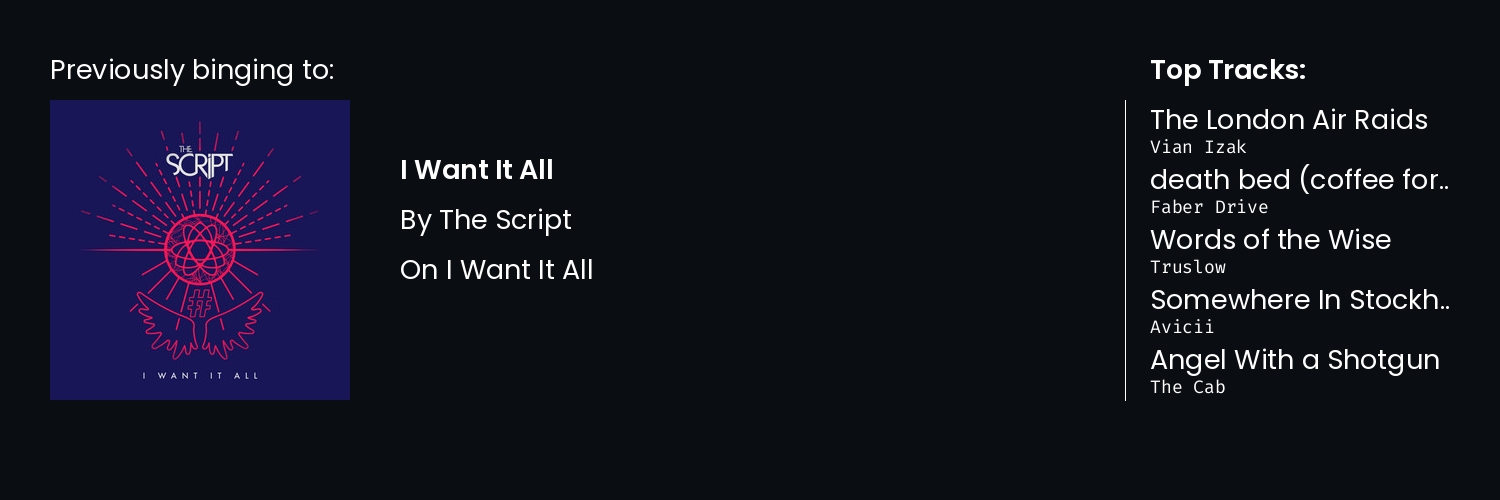 Previously binging to:
THE
SCRIPT
#
I WANT IT ALL
I Want It All
By The Script
On I Want It All
Top Tracks:
The London Air Raids
Vian Izak
death bed (coffee for..
Faber Drive
Words of the Wise
Truslow
Somewhere In Stockh..
Avicii
Angel With a Shotgun
The Cab